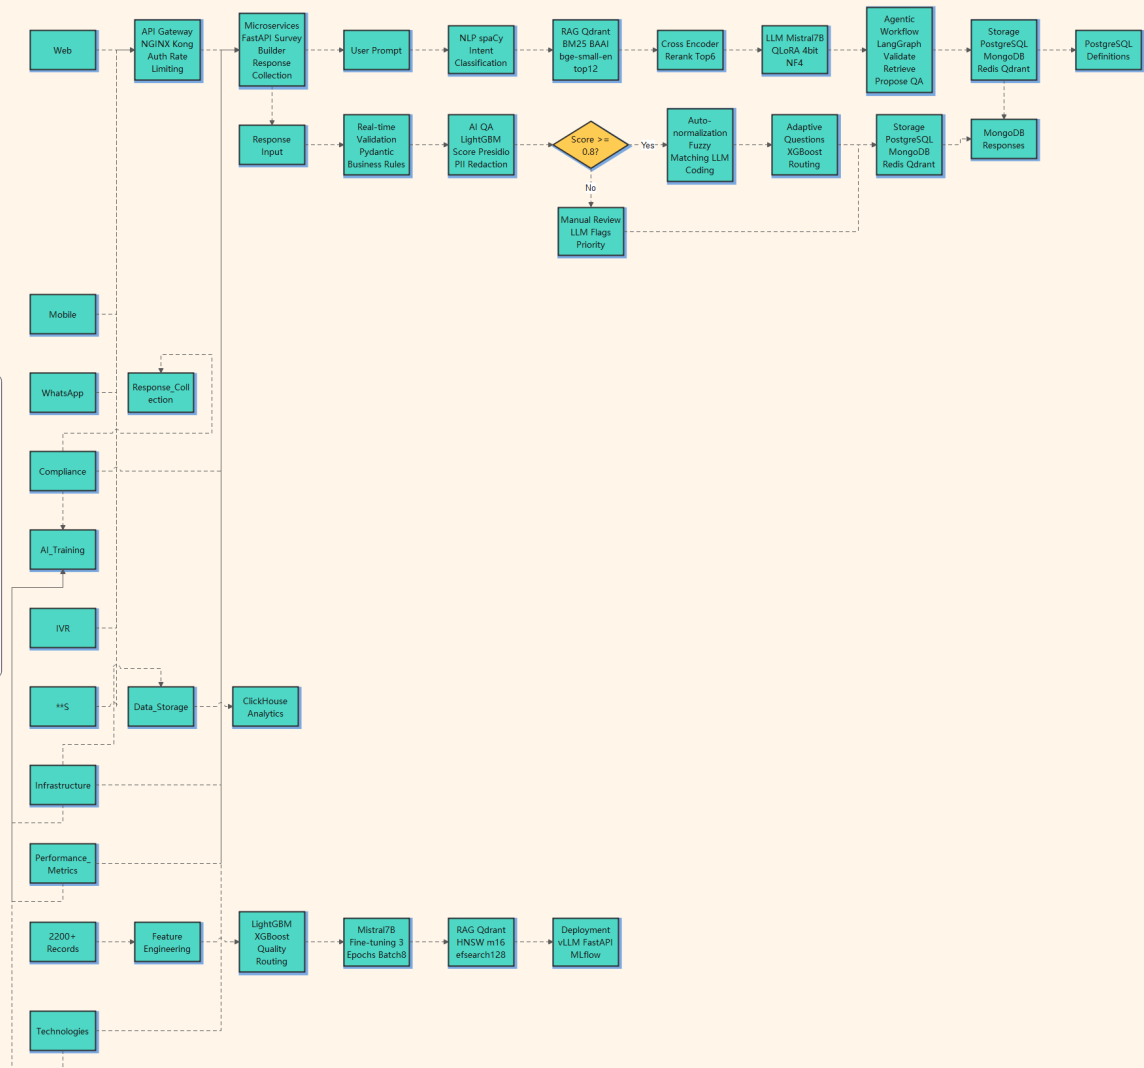 Web
API Gateway
NGINX Kong
Auth Rate
Limiting
Microservices
FastAPI Survey
Builder
Response
Collection
User Prompt
NLP spaCy
Intent
Classification
RAG Qdrant
BM25 BAAI
bge-small-en
top12
Cross Encoder
Rerank Top6
LLM Mistral7B
QLoRA 4bit
NF4
Agentic
Workflow
LangGraph
Validate
Retrieve
Propose QA
Storage
PostgreSQL
MongoDB
Redis Qdrant
PostgreSQL
Definitions
Response
Input
Real-time
Validation
Pydantic
Business Rules
AI QA
LightGBM
Score Presidio
PII Redaction
Score >=
0.8?
Yes
Auto-
normalization
Fuzzy
Matching LLM
Coding
Adaptive
Questions
XGBoost
Routing
Storage
PostgreSQL
MongoDB
Redis Qdrant
MongoDB
Responses
No
Manual Review
LLM Flags
Priority
Mobile
WhatsApp
Response_Coll
ection
Compliance
AI_Training
IVR
**S
Data_Storage
ClickHouse
Analytics
Infrastructure
Performance_
Metrics
2200+
Records
Feature
Engineering
LightGBM
XGBoost
Quality
Routing
Mistral7B
Fine-tuning 3
Epochs Batch8
RAG Qdrant
HNSW m16
efsearch128
Deployment
vLLM FastAPI
MLflow
Technologies